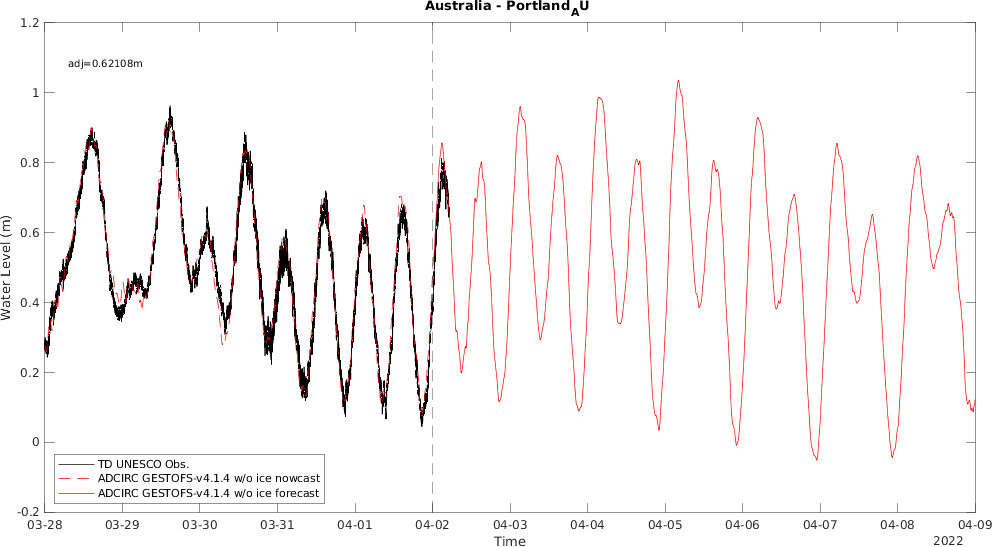 Australia - Portland_AU
adj=0.62108m
1.2
1
0.8
0.6
0.4
0.2
0
-0.2
Water Level (m)
TD UNESCO Obs.
ADCIRC GESTOFS-v4.1.4 w/o ice nowcast
ADCIRC GESTOFS-v4.1.4 w/o ice forecast
03-28 03-29 03-30 03-31 04-01 04-02 04-03 04-04 04-05 04-06 04-07 04-08 04-09
Time
2022